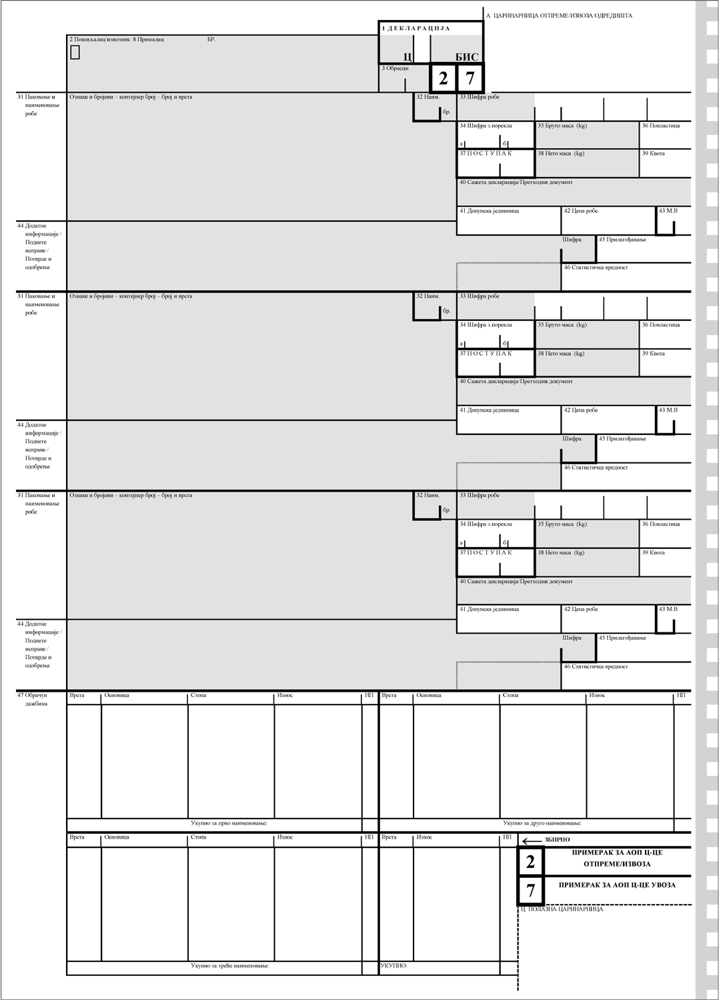 А ЦАРИНАРНИЦА ОТПРЕМЕ/ИЗВОЗА/ОДРЕДИШТА
1 Д Е К Л А Р А Ц И Ј А
2 Пошиљалац/извозник 8 Прималац БР.
Ц БИС
3 Обрасци
2 7
31 Паковање и
наименовање
робе
Ознаке и бројеви – контејнер број – број и врста
32 Наим.
бр.
33 Шифра робе
34 Шифра з.порекла
а б
35 Бруто маса (kg)
36 Повластица
37 П О С Т У П А К
38 Нето маса (kg)
39 Квота
40 Сажета декларација/Претходни документ
41 Допунска јединица
42 Цена робе
43 М.В
44 Додатне
информације /
Поднете
исправе /
Потврде и
одобрења
Шифра
45 Прилагођавање
46 Статистичка вредност
31 Паковање и
наименовање
робе
Ознаке и бројеви – контејнер број – број и врста
32 Наим.
бр.
33 Шифра робе
34 Шифра з.порекла
а б
35 Бруто маса (kg)
36 Повластица
37 П О С Т У П А К
38 Нето маса (kg)
39 Квота
40 Сажета декларација/Претходни документ
41 Допунска јединица
42 Цена робе
43 М.В
44 Додатне
информације /
Поднете
исправе /
Потврде и
одобрења
Шифра
45 Прилагођавање
46 Статистичка вредност
31 Паковање и
наименовање
робе
Ознаке и бројеви – контејнер број – број и врста
32 Наим.
бр.
33 Шифра робе
34 Шифра з.порекла
а б
35 Бруто маса (kg)
36 Повластица
37 П О С Т У П А К
38 Нето маса (kg)
39 Квота
40 Сажета декларација/Претходни документ
41 Допунска јединица
42 Цена робе
43 М.В
44 Додатне
информације /
Поднете
исправе /
Потврде и
одобрења
Шифра
45 Прилагођавање
46 Статистичка вредност
47 Обрачун
дажбина
Врста Основица Стопа Износ НП Врста Основица Стопа Износ НП
Укупно за прво наименовање: Укупно за друго наименовање:
Врста Основица Стопа Износ НП Врста Износ НП
ЗБИРНО
2 ПРИМЕРАК ЗА АОП Ц-ЦЕ
ОТПРЕМЕ/ИЗВОЗА
7 ПРИМЕРАК ЗА АОП Ц-ЦЕ УВОЗА
Ц ПОЛАЗНА ЦАРИНАРНИЦА
Укупно за треће наименовање: УКУПНО: